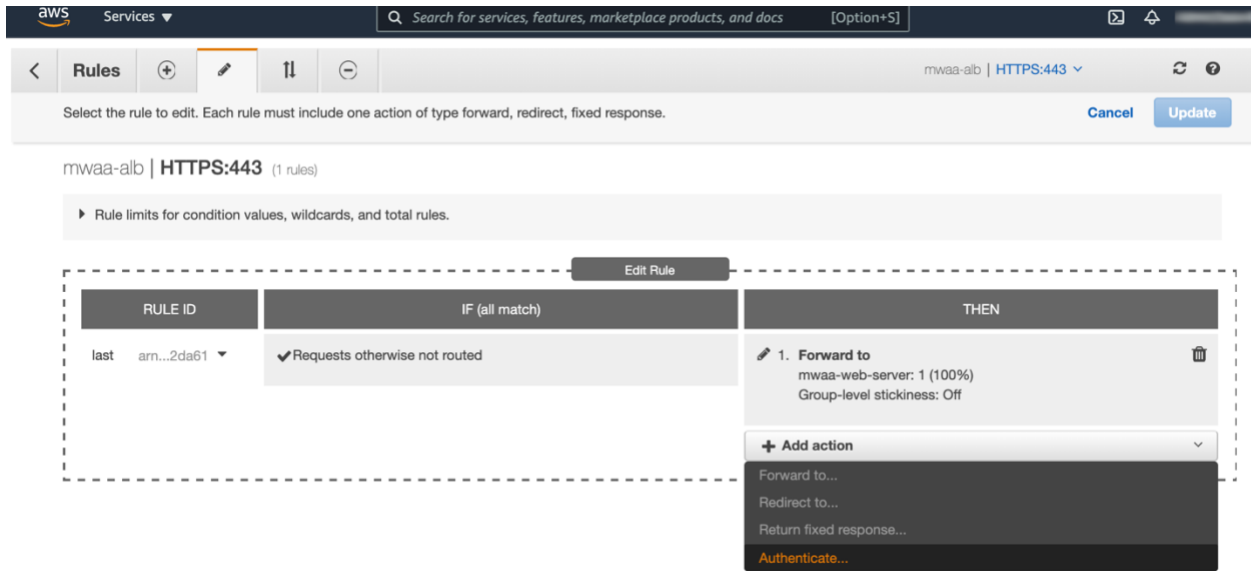 aws Services ▼ Search for services, features, marketplace products, and docs [Option+S]
Rules mwaa-alb | HTTPS:443
Select the rule to edit. Each rule must include one action of type forward, redirect, fixed response. Cancel Update
mwaa-alb | HTTPS:443 (1 rules)
Rule limits for condition values, wildcards, and total rules.
Edit Rule
RULE ID IF (all match) THEN
last arn...2da61 Requests otherwise not routed 1. Forward to
mwaa-web-server: 1 (100%)
Group-level stickiness: Off
+ Add action
Forward to...
Redirect to...
Return fixed response...
Authenticate...